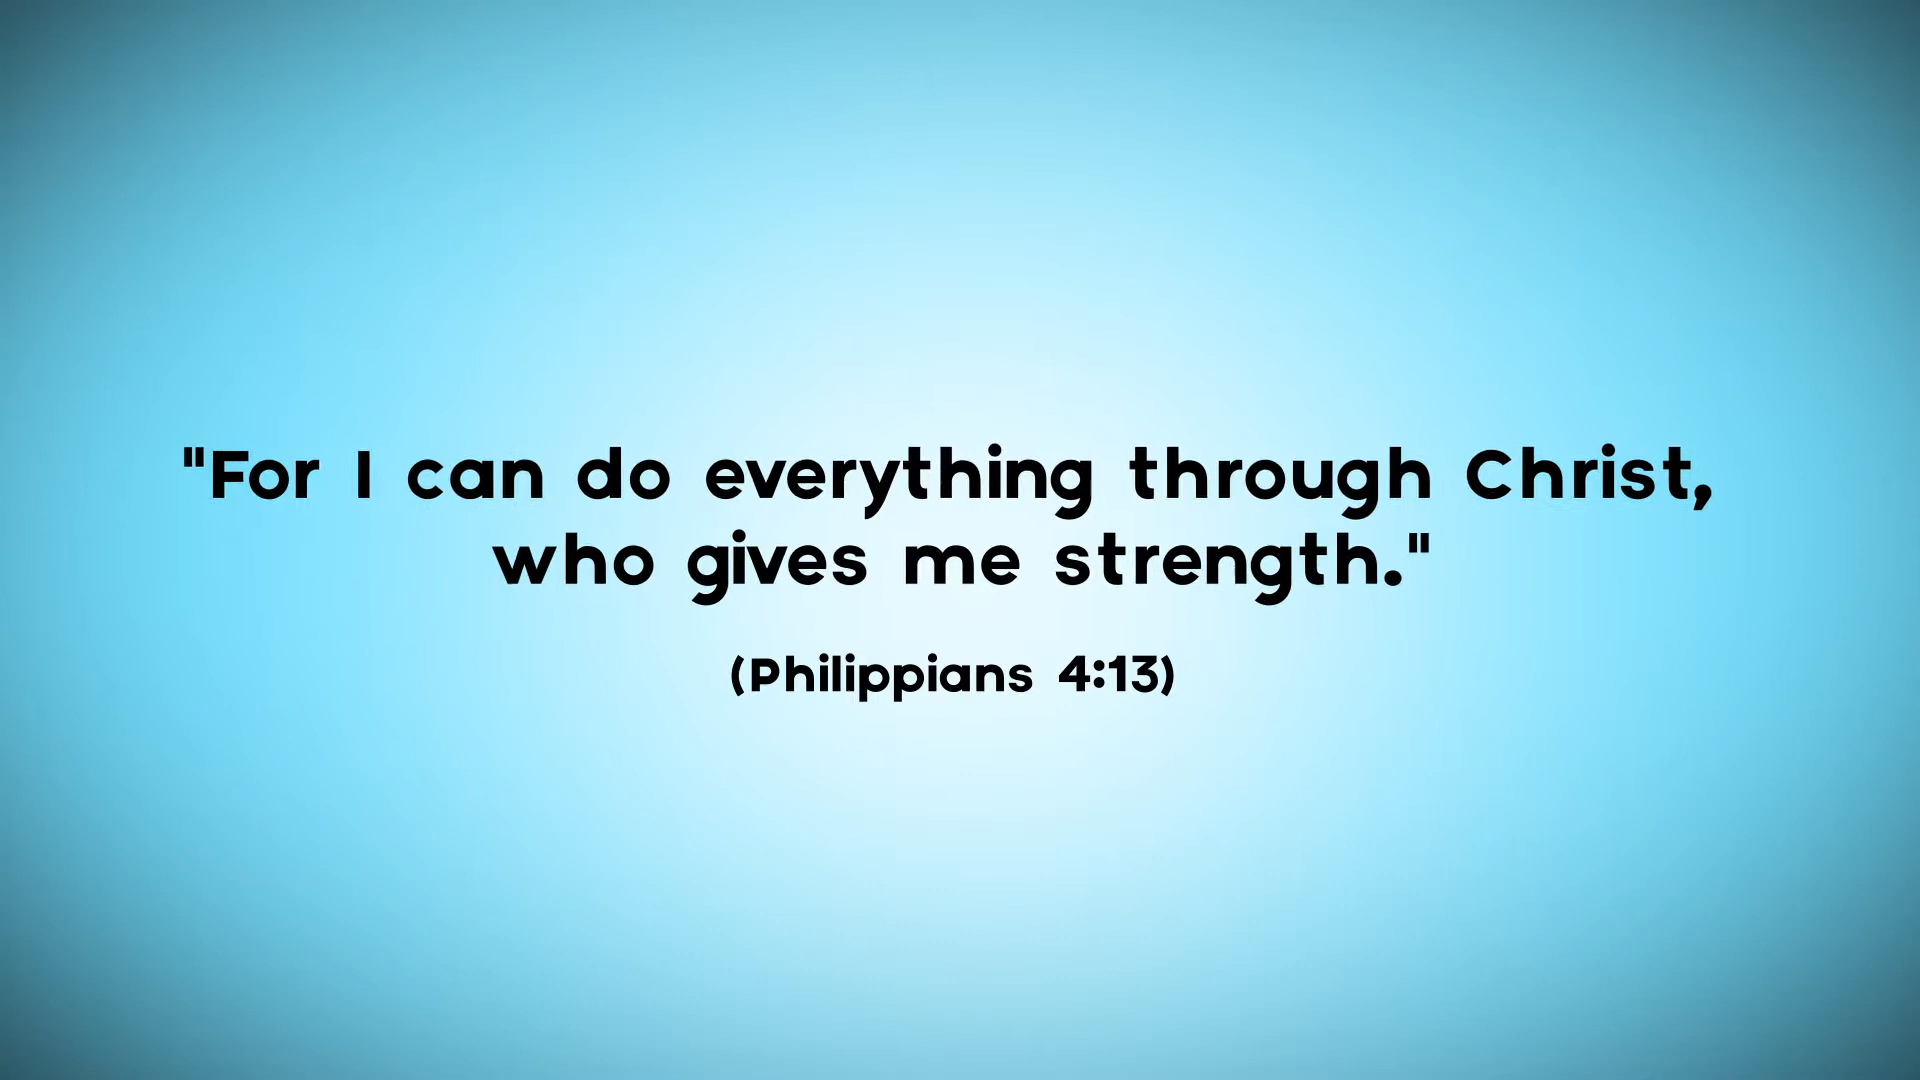 "For I can do everything through Christ,
who gives me strength."
(Philippians 4:13)